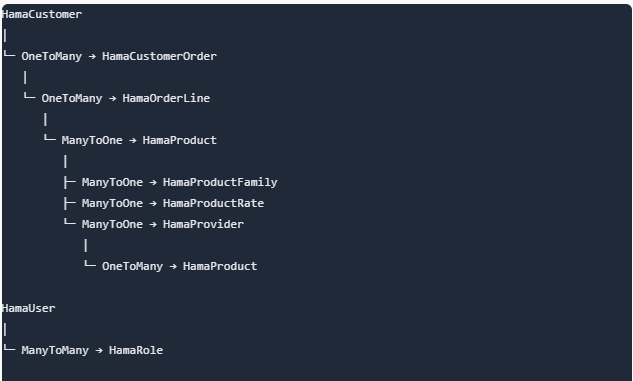 HamaCustomer
│
└─ OneToMany → HamaCustomerOrder
   │
   └─ OneToMany → HamaOrderLine
      │
      └─ ManyToOne → HamaProduct
         │
         ├─ ManyToOne → HamaProductFamily
         ├─ ManyToOne → HamaProductRate
         └─ ManyToOne → HamaProvider
            │
            └─ OneToMany → HamaProduct

HamaUser
│
└─ ManyToMany → HamaRole